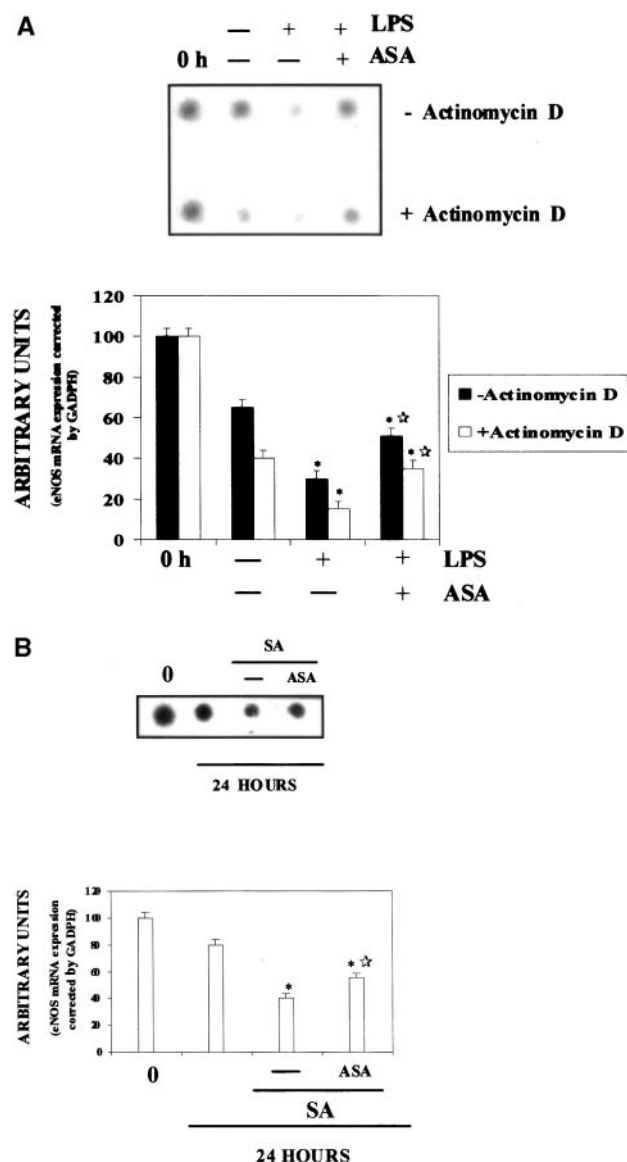 A
— + + LPS
0 h — — + ASA
- Actinomycin D
+ Actinomycin D
ARBITRARY UNITS
(eNOS mRNA expression corrected
by GADPH)
120
100
80
60
40
20
0
* * * ☆ * ☆
-Actinomycin D
+Actinomycin D
0 h — + + LPS
— — + ASA
B
SA
0 — ASA
24 HOURS
ARBITRARY UNITS
(eNOS mRNA expression
corrected by GADPH)
120
100
80
60
40
20
0
* * ☆
0 — ASA
SA
24 HOURS